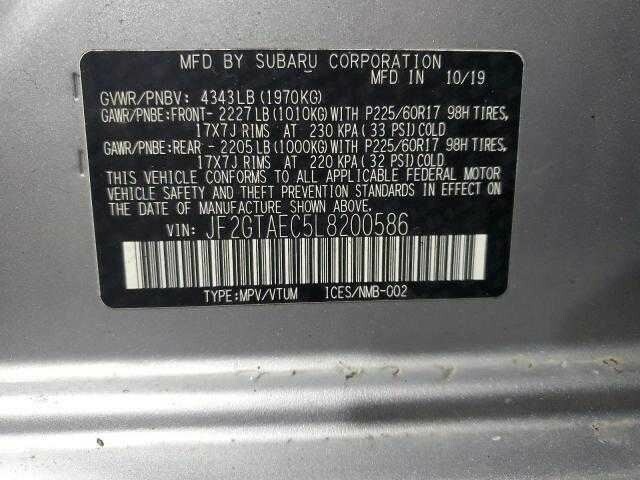 MFD BY SUBARU CORPORATION
MFD IN 10/19
GVWR/PNBV: 4343LB (1970KG)
GAWR/PNBE:FRONT- 2227LB (1010KG) WITH P225/60R17 98H TIRES,
17X7J RIMS AT 230 KPA (33 PSI) COLD
GAWR/PNBE:REAR - 2205LB (1000KG) WITH P225/60R17 98H TIRES,
17X7J RIMS AT 220 KPA (32 PSI) COLD
THIS VEHICLE CONFORMS TO ALL APPLICABLE FEDERAL MOTOR
VEHICLE SAFETY AND THEFT PREVENTION STANDARDS IN EFFECT ON
THE DATE OF MANUFACTURE SHOWN ABOVE.
VIN: JF2GTAEC5L8200586
TYPE:MPV/VTUM ICES/NMB-002